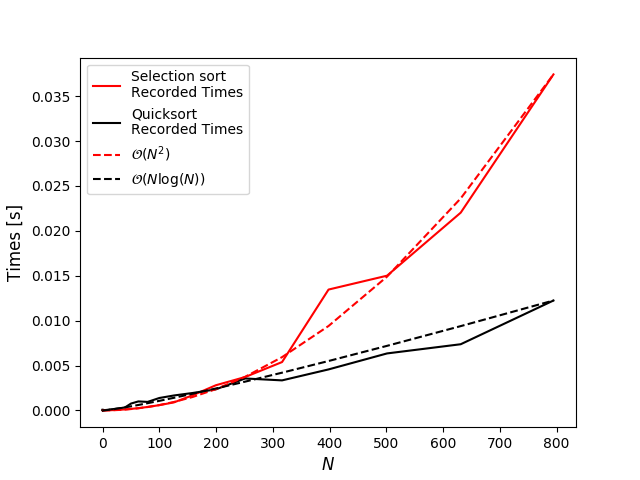 Selection sort
Recorded Times
Quicksort
Recorded Times
𝒪(N²)
𝒪(Nlog(N))
Times [s]
0.035
0.030
0.025
0.020
0.015
0.010
0.005
0.000
0 100 200 300 400 500 600 700 800
N